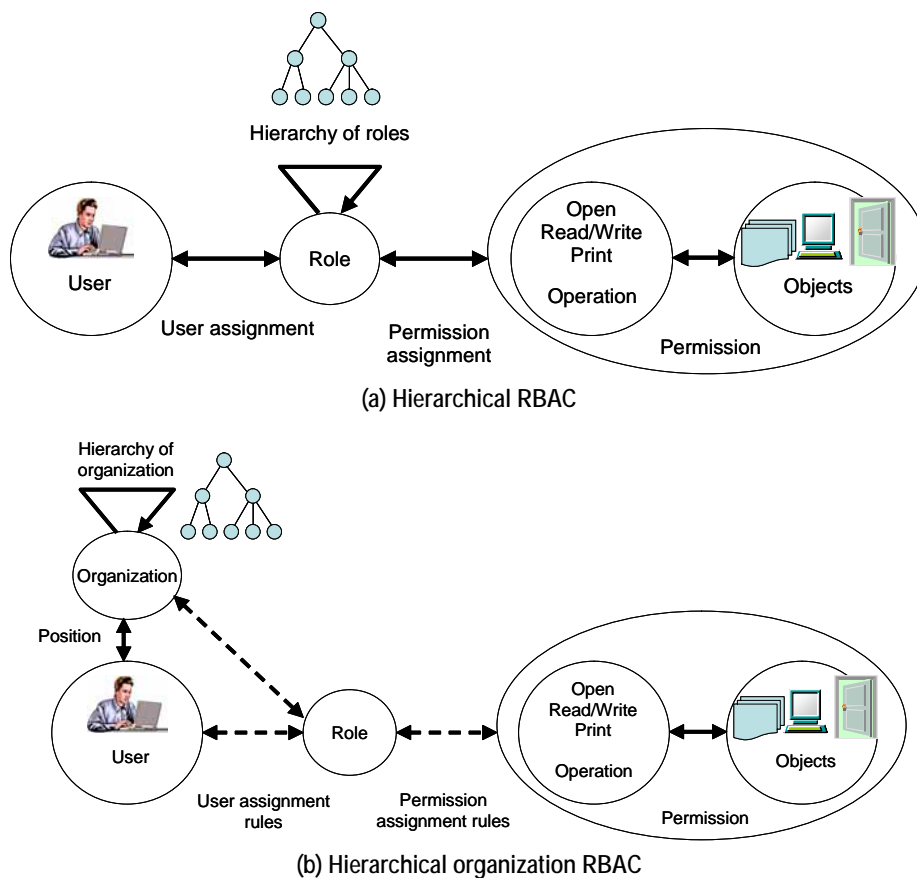 Hierarchy of roles
User
Role
Open
Read/Write
Print
Operation
Objects
User assignment
Permission
assignment
Permission
(a) Hierarchical RBAC
Hierarchy of
organization
Organization
Position
User
Role
Open
Read/Write
Print
Operation
Objects
User assignment
rules
Permission
assignment rules
Permission
(b) Hierarchical organization RBAC